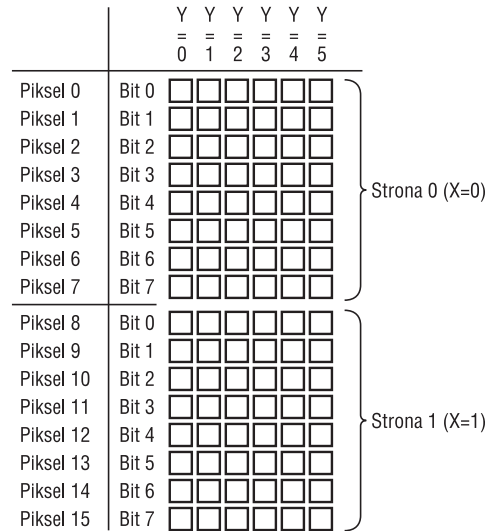 Y = 0 Y = 1 Y = 2 Y = 3 Y = 4 Y = 5
Piksel 0 Bit 0
Piksel 1 Bit 1
Piksel 2 Bit 2
Piksel 3 Bit 3
Piksel 4 Bit 4
Piksel 5 Bit 5
Piksel 6 Bit 6
Piksel 7 Bit 7
Strona 0 (X=0)
Piksel 8 Bit 0
Piksel 9 Bit 1
Piksel 10 Bit 2
Piksel 11 Bit 3
Piksel 12 Bit 4
Piksel 13 Bit 5
Piksel 14 Bit 6
Piksel 15 Bit 7
Strona 1 (X=1)